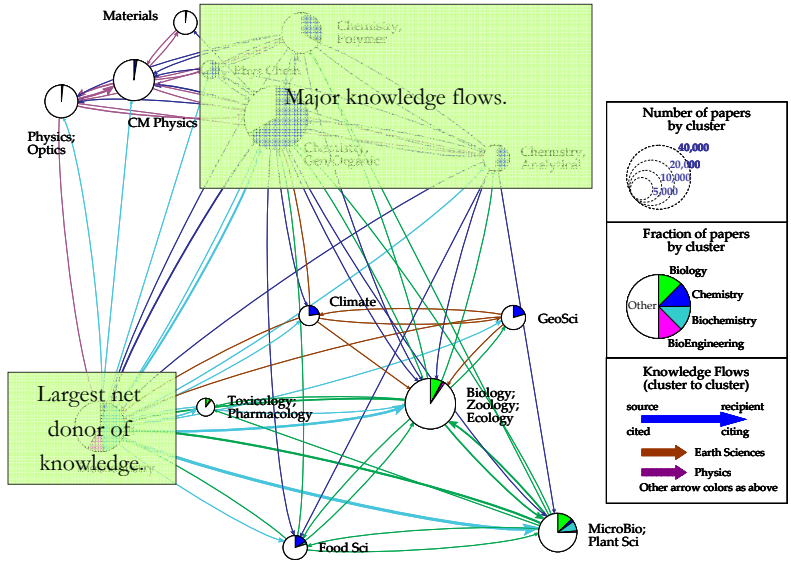 Materials
Chemistry,
Polymer
Phys Chem
Major knowledge flows.
CM Physics
Physics;
Optics
Chemistry,
Gen/Organic
Chemistry,
Analytical
Number of papers
by cluster
40,000
20,000
10,000
5,000
Fraction of papers
by cluster
Biology
Chemistry
Other
Biochemistry
BioEngineering
Climate
GeoSci
Knowledge Flows
(cluster to cluster)
source recipient
cited citing
Earth Sciences
Physics
Other arrow colors as above
Largest net
donor of
knowledge.
Toxicology;
Pharmacology
Biology;
Zoology;
Ecology
MicroBio;
Plant Sci
Food Sci